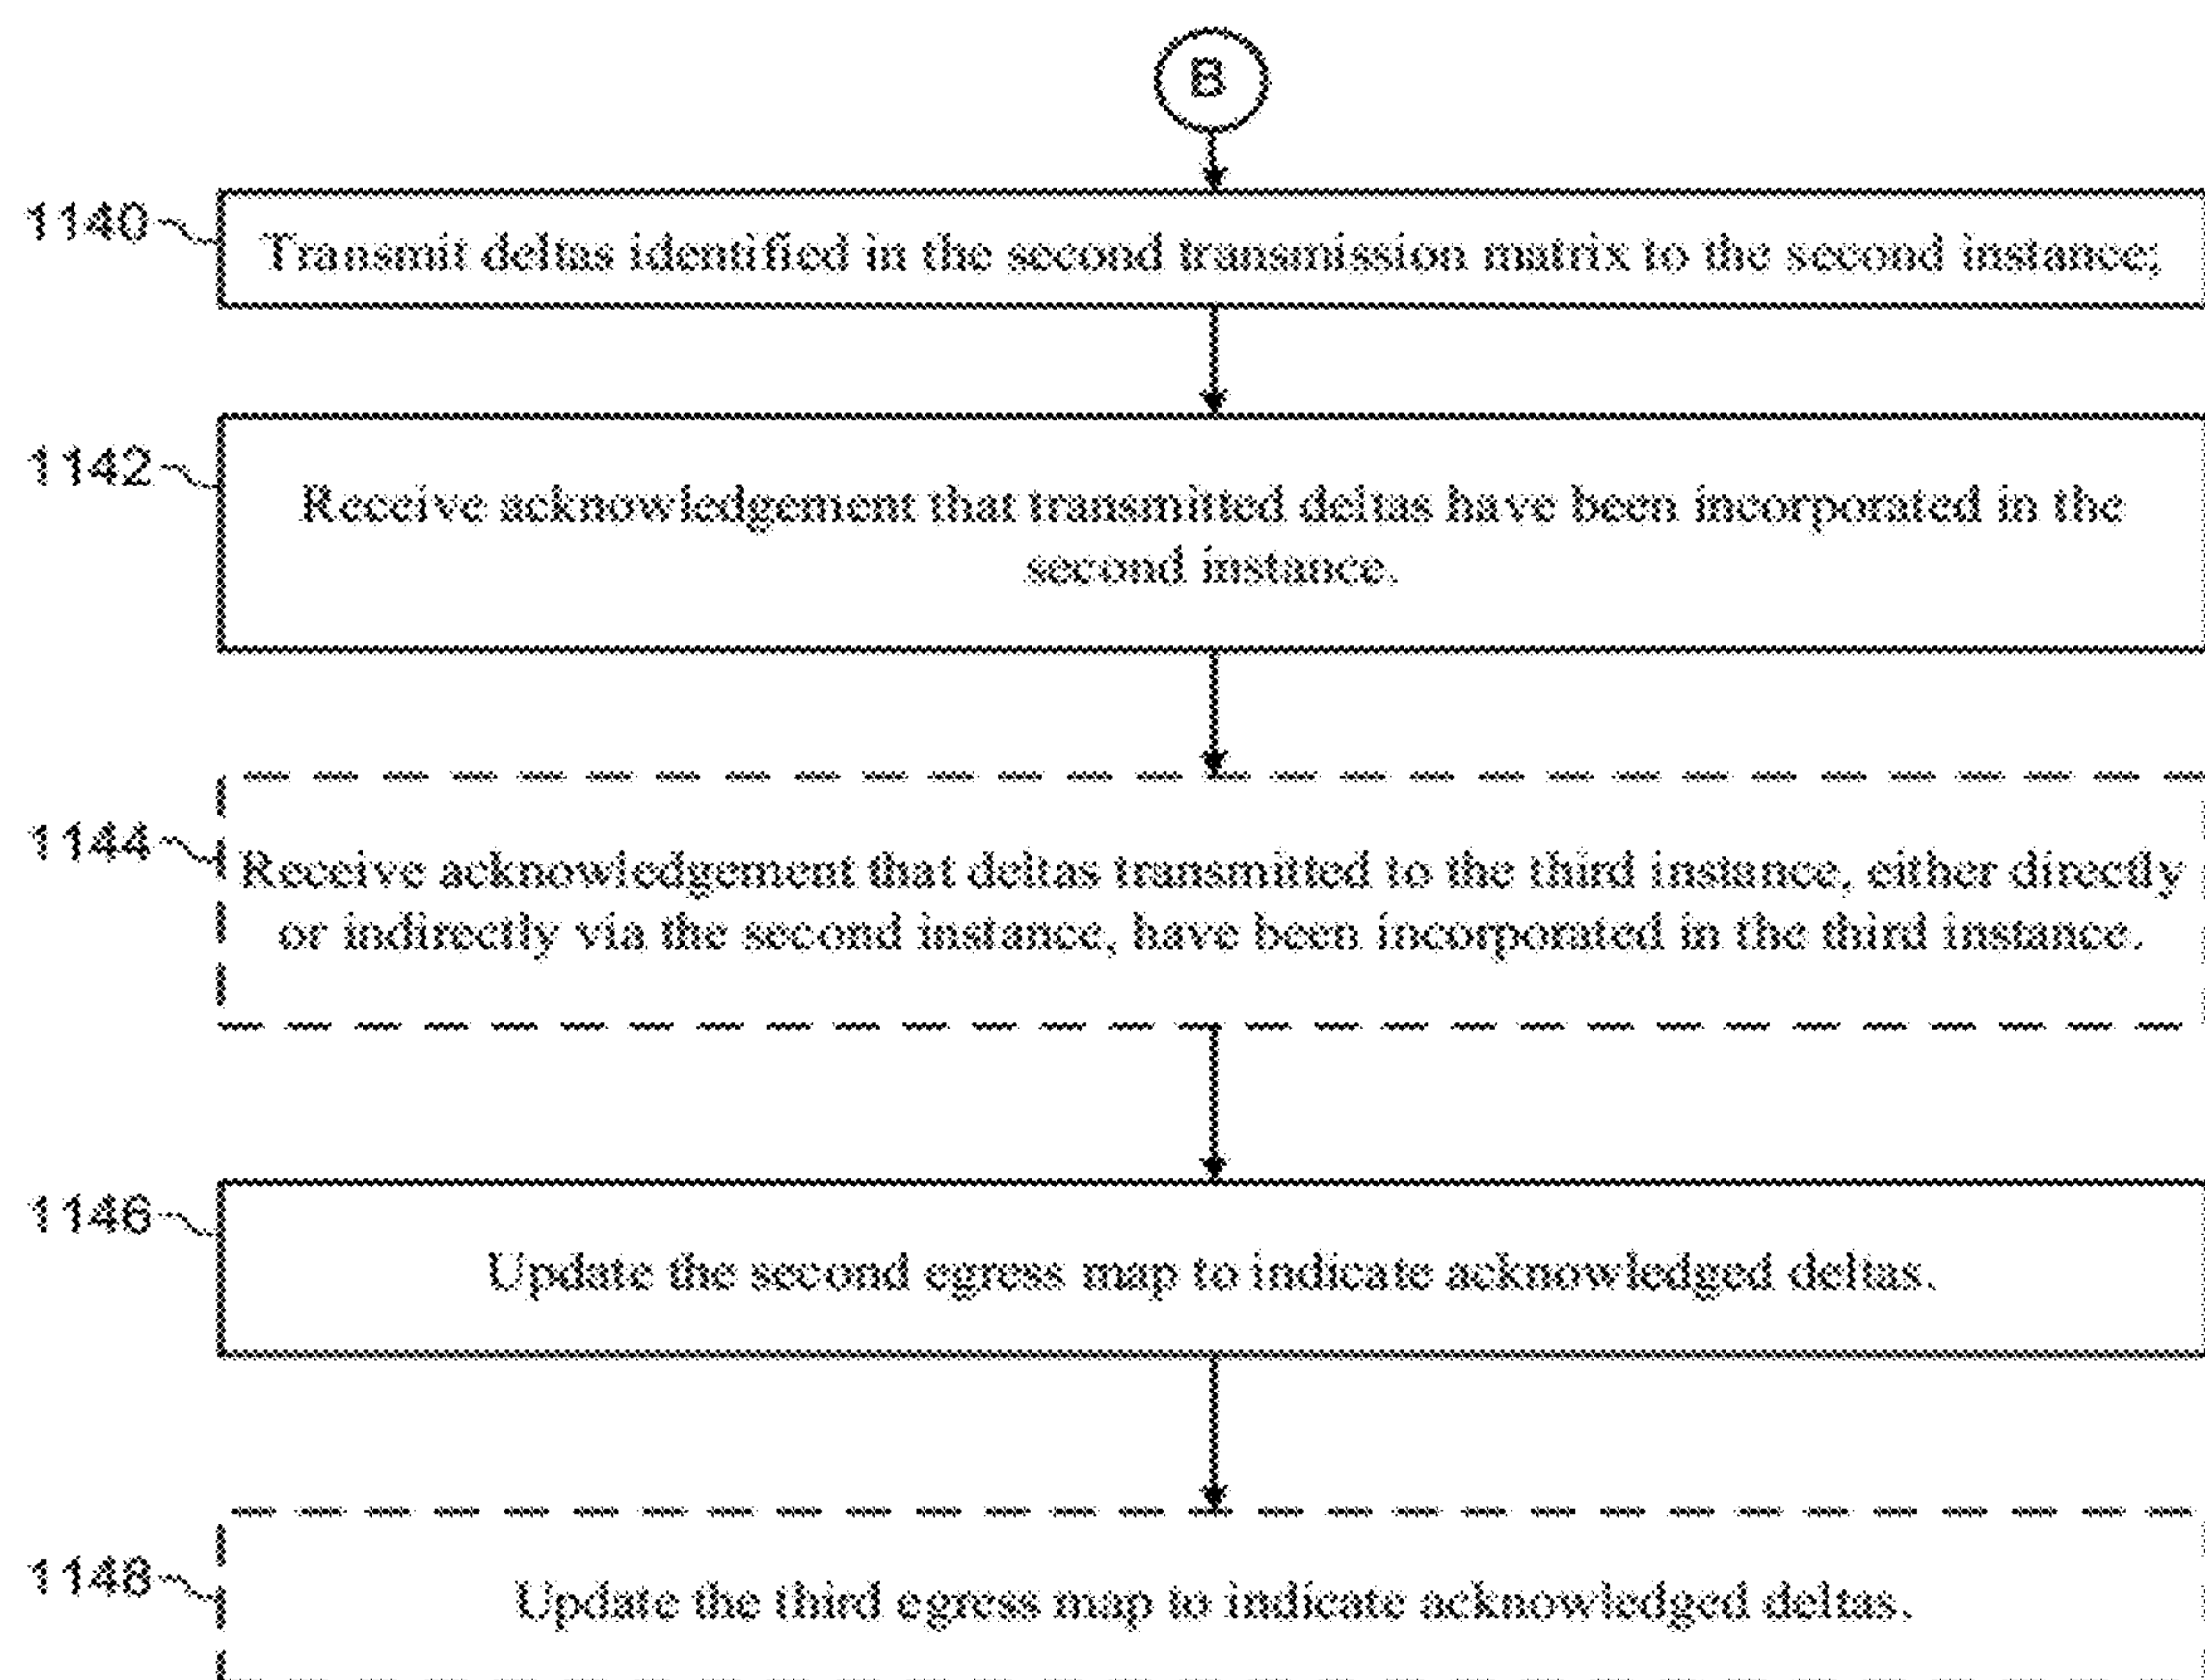 B
1140
Transmit deltas identified in the second transmission matrix to the second instance;
1142
Receive acknowledgement that transmitted deltas have been incorporated in the
second instance.
1144
Receive acknowledgement that deltas transmitted to the third instance, either directly
or indirectly via the second instance, have been incorporated in the third instance.
1146
Update the second egress map to indicate acknowledged deltas.
1148
Update the third egress map to indicate acknowledged deltas.